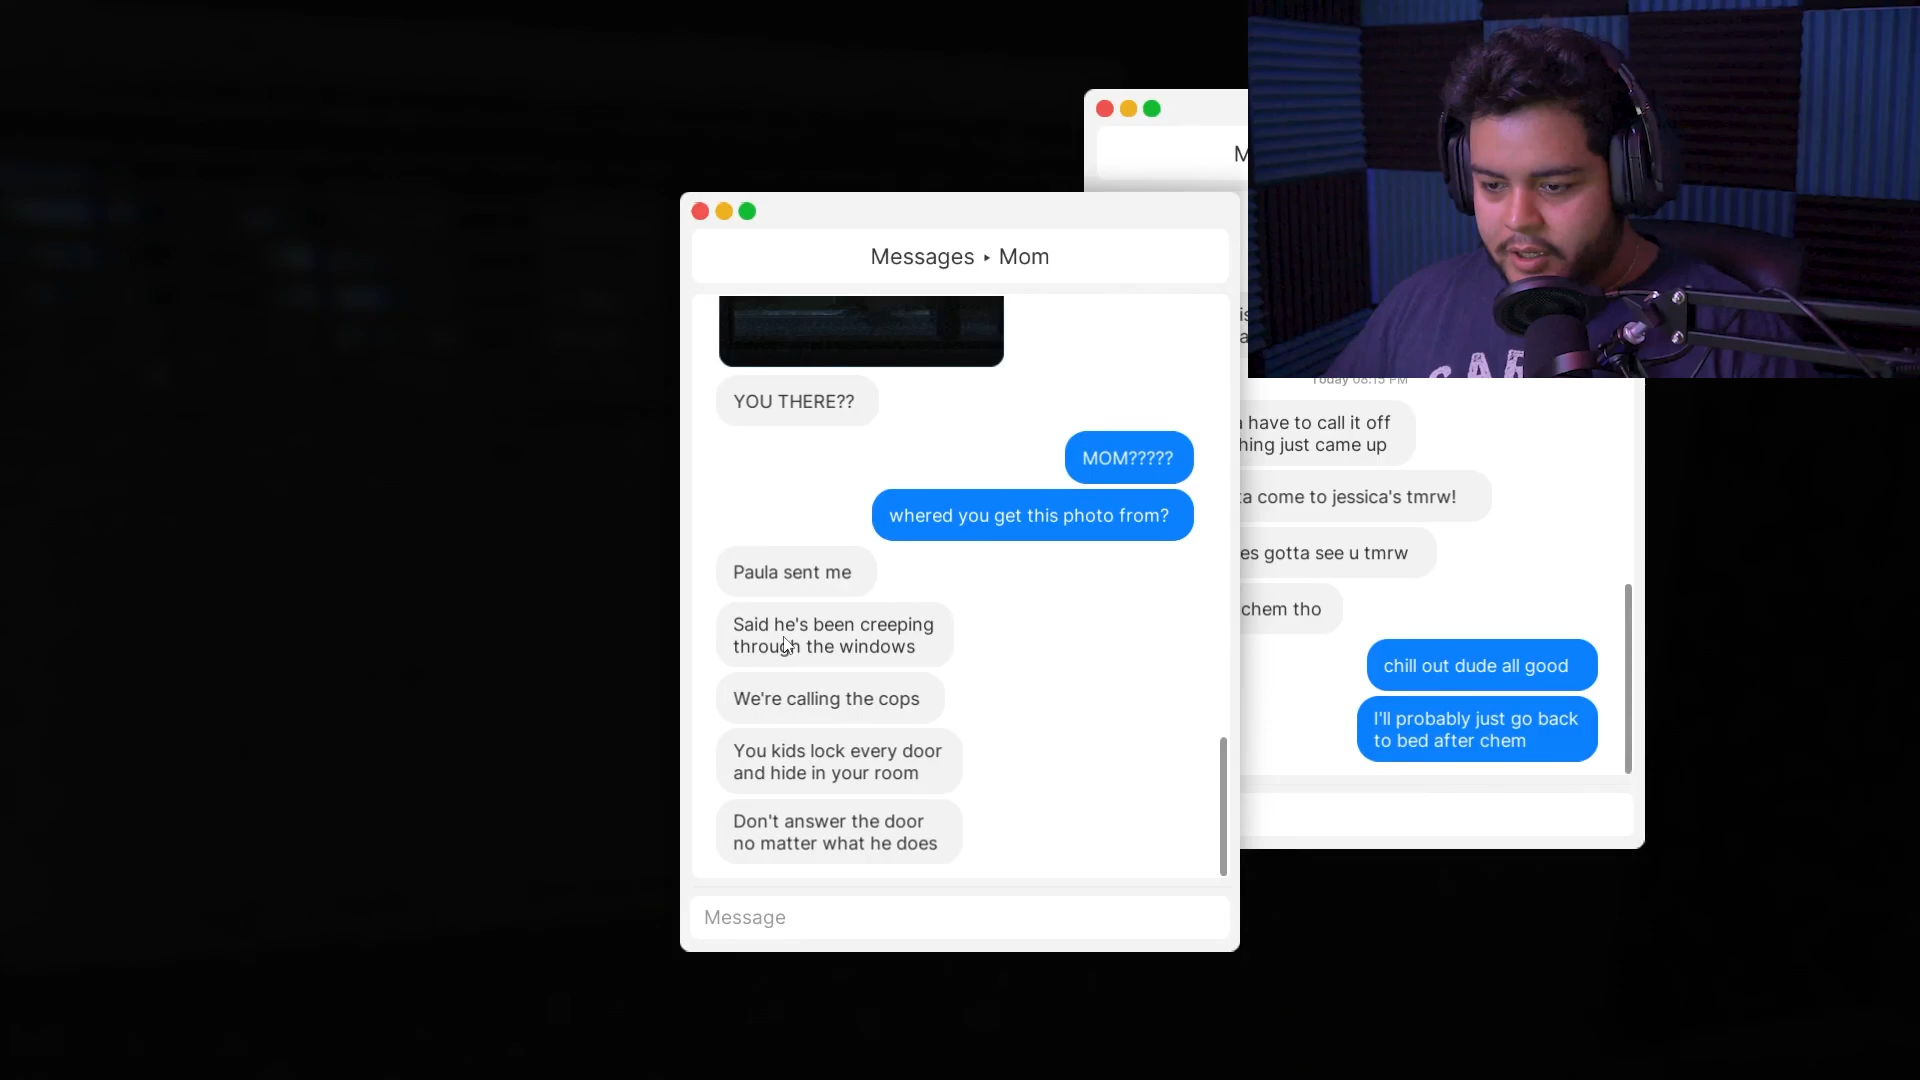 Messages ‣ Mom
YOU THERE??
MOM?????
whered you get this photo from?
Paula sent me
Said he's been creeping
through the windows
We're calling the cops
You kids lock every door
and hide in your room
Don't answer the door
no matter what he does
Message
M
Today 08:15 PM
have to call it off
just came up
come to jessica's tmrw!
gotta see u tmrw
chem tho
chill out dude all good
I'll probably just go back
to bed after chem